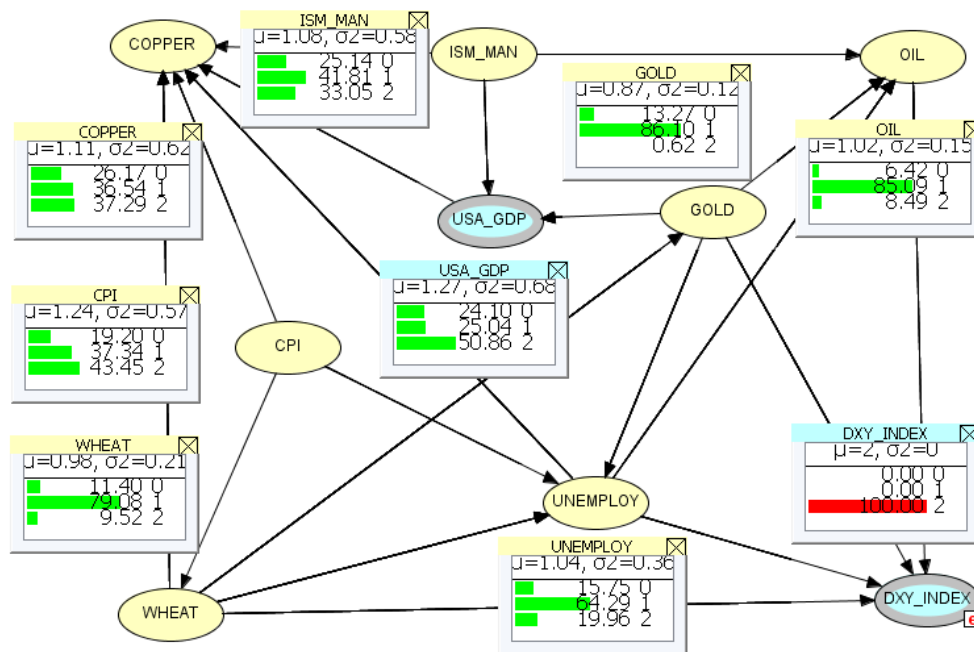 ISM_MAN
μ=1.08, σ2=0.58
25.14 0
41.81 1
33.05 2
COPPER
ISM_MAN
OIL
GOLD
μ=0.87, σ2=0.12
13.27 0
86.10 1
0.62 2
COPPER
μ=1.11, σ2=0.62
26.17 0
36.54 1
37.29 2
OIL
μ=1.02, σ2=0.15
6.42 0
85.09 1
8.49 2
USA_GDP
GOLD
USA_GDP
μ=1.27, σ2=0.68
24.10 0
25.04 1
50.86 2
CPI
μ=1.24, σ2=0.57
19.20 0
37.34 1
43.45 2
CPI
WHEAT
μ=0.98, σ2=0.21
11.40 0
79.08 1
9.52 2
DXY_INDEX
μ=2, σ2=0
0.00 0
0.00 1
100.00 2
UNEMPLOY
UNEMPLOY
μ=1.04, σ2=0.36
15.75 0
64.29 1
19.96 2
WHEAT
DXY_INDEX
e